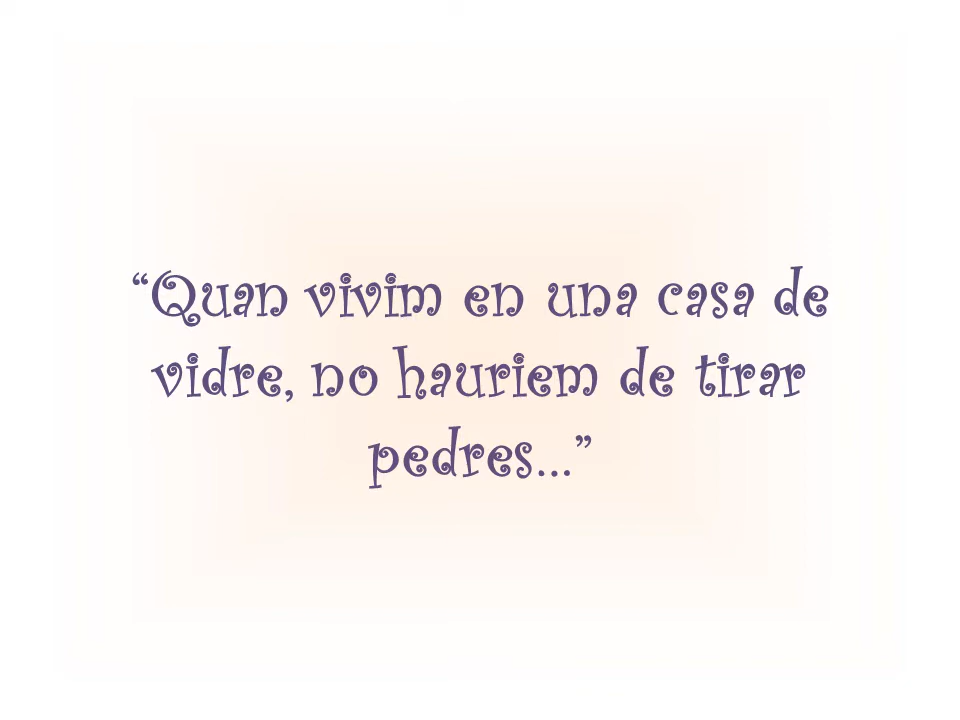 “Quan vivim en una casa de
vidre, no hauriem de tirar
pedres...”